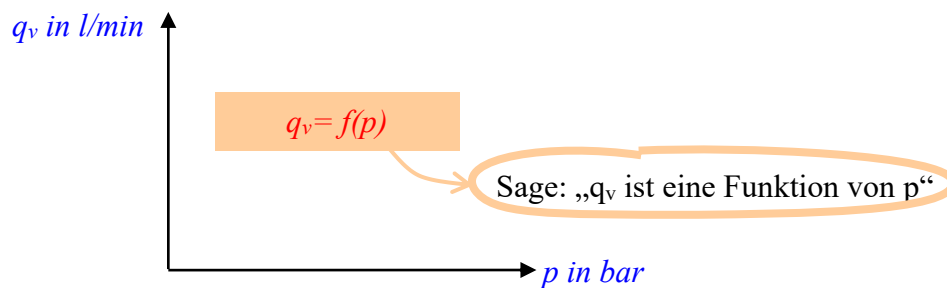 qᵥ in l/min
qᵥ= f(p)
Sage: „qᵥ ist eine Funktion von p“
p in bar